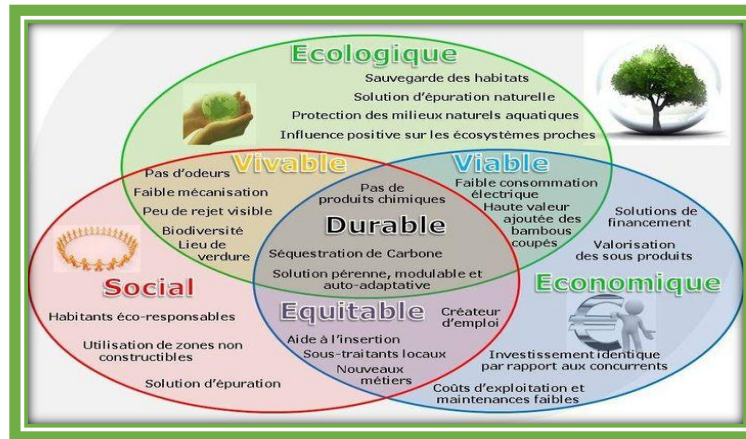 Ecologique
Sauvegarde des habitats
Solution d'épuration naturelle
Protection des milieux naturels aquatiques
Influence positive sur les écosystèmes proches
Vivable
Pas d'odeurs
Faible mécanisation
Peu de rejet visible
Biodiversité
Lieu de
verdure
Viable
Faible consommation
électrique
Haute valeur
ajoutée des
bambous
coupés
Pas de
produits chimiques
Durable
Séquestration de Carbone
Solution pérenne, modulable et
auto-adaptative
Solutions de
financement
Valorisation
des sous produits
Social
Habitants éco-responsables
Utilisation de zones non
constructibles
Solution d'épuration
Equitable
Créateur
d'emploi
Aide à l'insertion
Sous-traitants locaux
Nouveaux
métiers
Economique
Investissement identique
par rapport aux concurrents
Coûts d'exploitation et
maintenances faibles